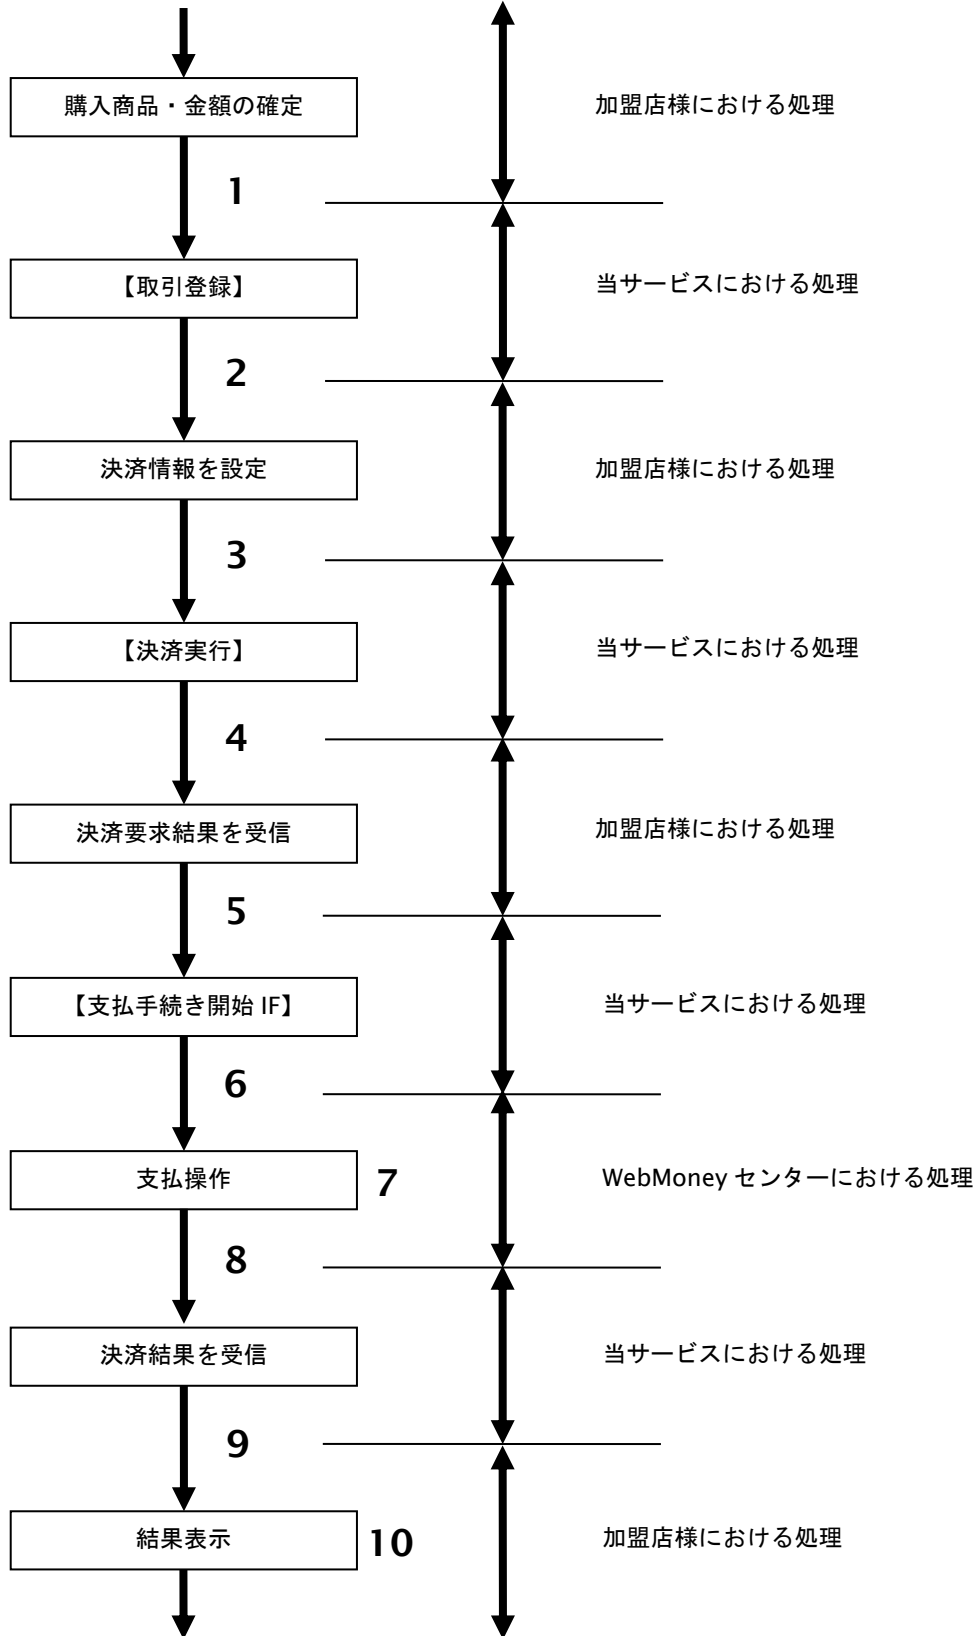 購入商品・金額の確定
加盟店様における処理
1
【取引登録】
当サービスにおける処理
2
決済情報を設定
加盟店様における処理
3
【決済実行】
当サービスにおける処理
4
決済要求結果を受信
加盟店様における処理
5
【支払手続き開始 IF】
当サービスにおける処理
6
支払操作
7
WebMoney センターにおける処理
8
決済結果を受信
当サービスにおける処理
9
結果表示
10
加盟店様における処理